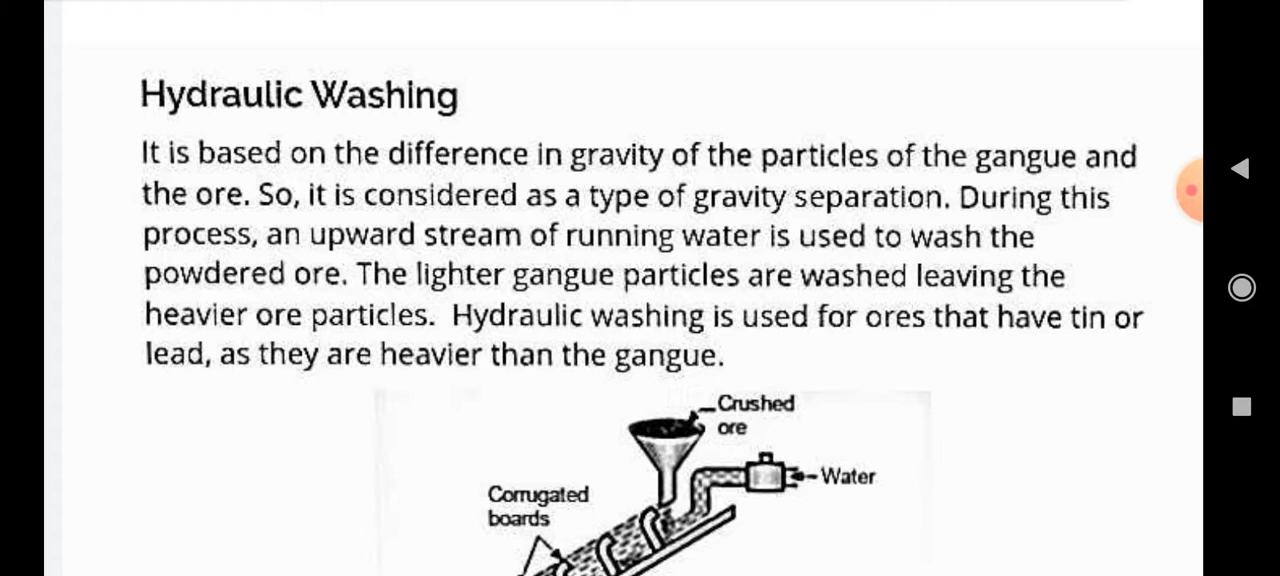 Hydraulic Washing
It is based on the difference in gravity of the particles of the gangue and
the ore. So, it is considered as a type of gravity separation. During this
process, an upward stream of running water is used to wash the
powdered ore. The lighter gangue particles are washed leaving the
heavier ore particles. Hydraulic washing is used for ores that have tin or
lead, as they are heavier than the gangue.
Crushed
ore
Water
Corrugated
boards